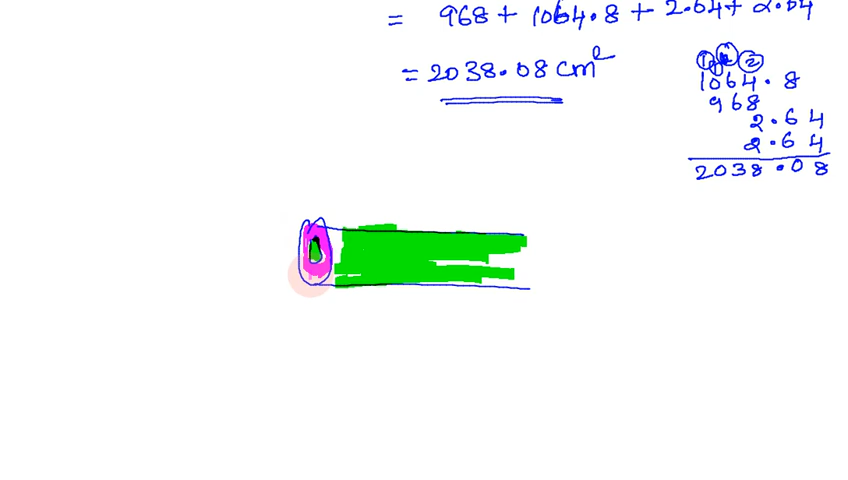 = 968 + 1064.8 + 2.64 + 2.64
= 2038.08 cm²
1064.8
968
2.64
2.64
2038.08